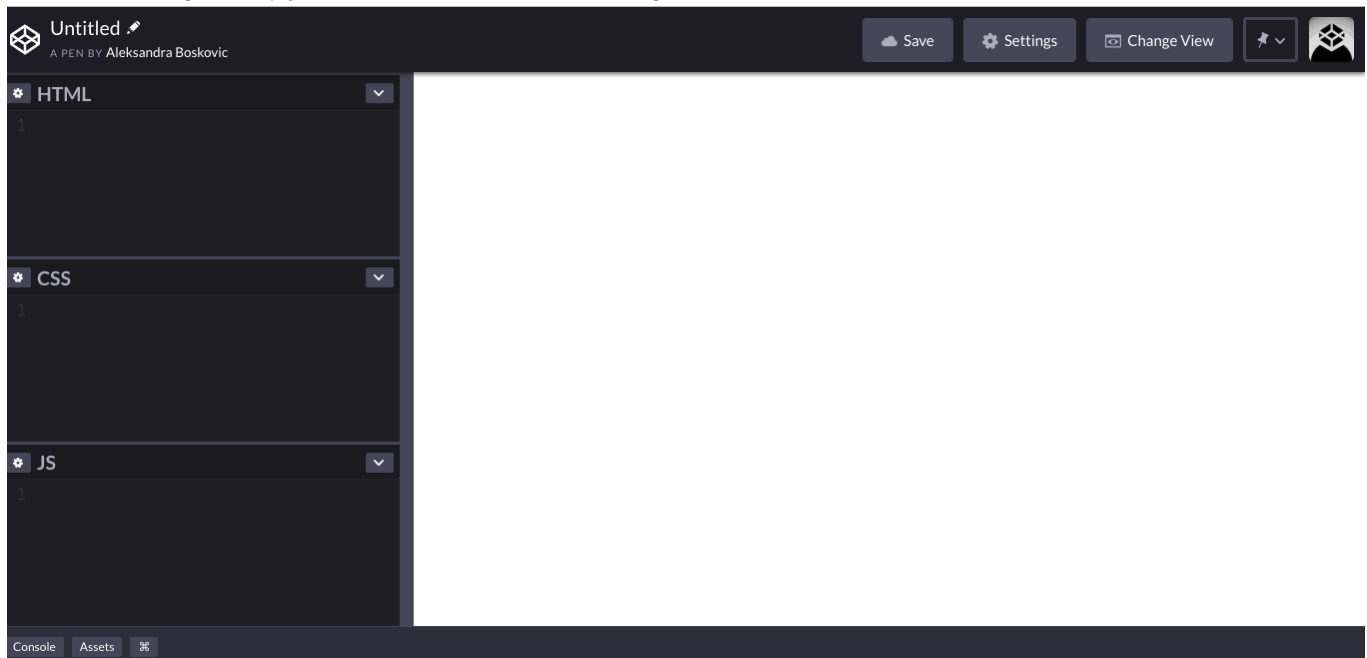 Untitled
A PEN BY Aleksandra Boskovic
Save
Settings
Change View
HTML
1
CSS
1
JS
1
Console Assets ⌘